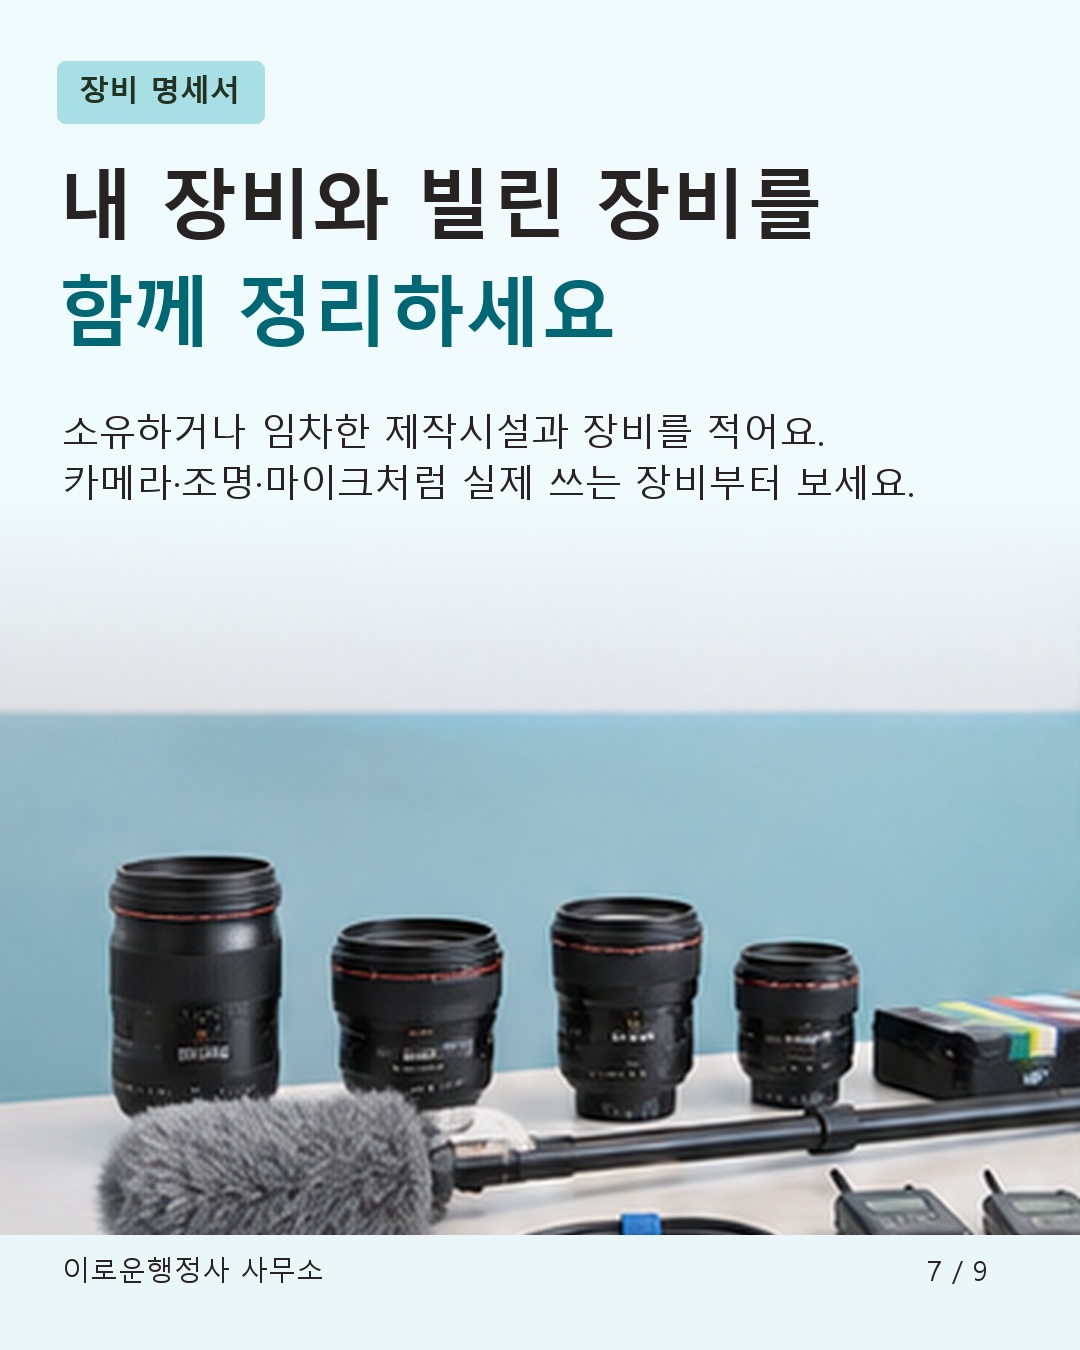 장비 명세서
내 장비와 빌린 장비를
함께 정리하세요
소유하거나 임차한 제작시설과 장비를 적어요.
카메라·조명·마이크처럼 실제 쓰는 장비부터 보세요.
이로운행정사 사무소
7 / 9